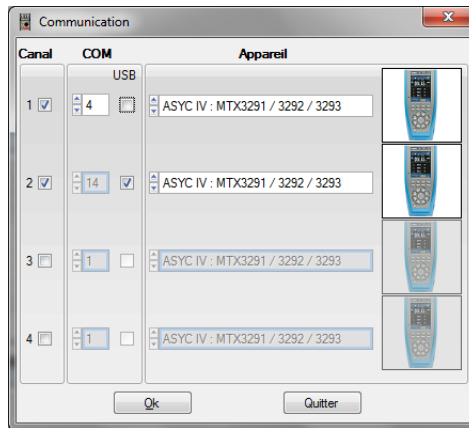 Communication
Canal COM Appareil
USB
1 4 ASYC IV : MTX3291 / 3292 / 3293
2 14 ASYC IV : MTX3291 / 3292 / 3293
3 1 ASYC IV : MTX3291 / 3292 / 3293
4 1 ASYC IV : MTX3291 / 3292 / 3293
Ok Quitter